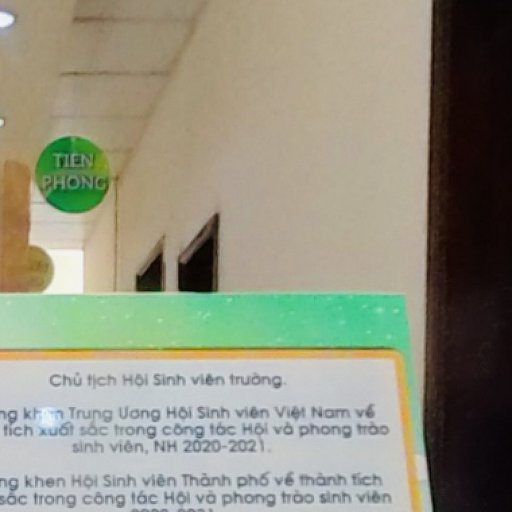 TIÊN
PHONG
Chủ tịch Hội Sinh viên trường.
ng khen Trung Ương Hội Sinh viên Việt Nam về
tích xuất sắc trong công tác Hội và phong trào
sinh viên, NH 2020-2021.
ng khen Hội Sinh viên Thành phố về thành tích
sắc trong công tác Hội và phong trào sinh viên